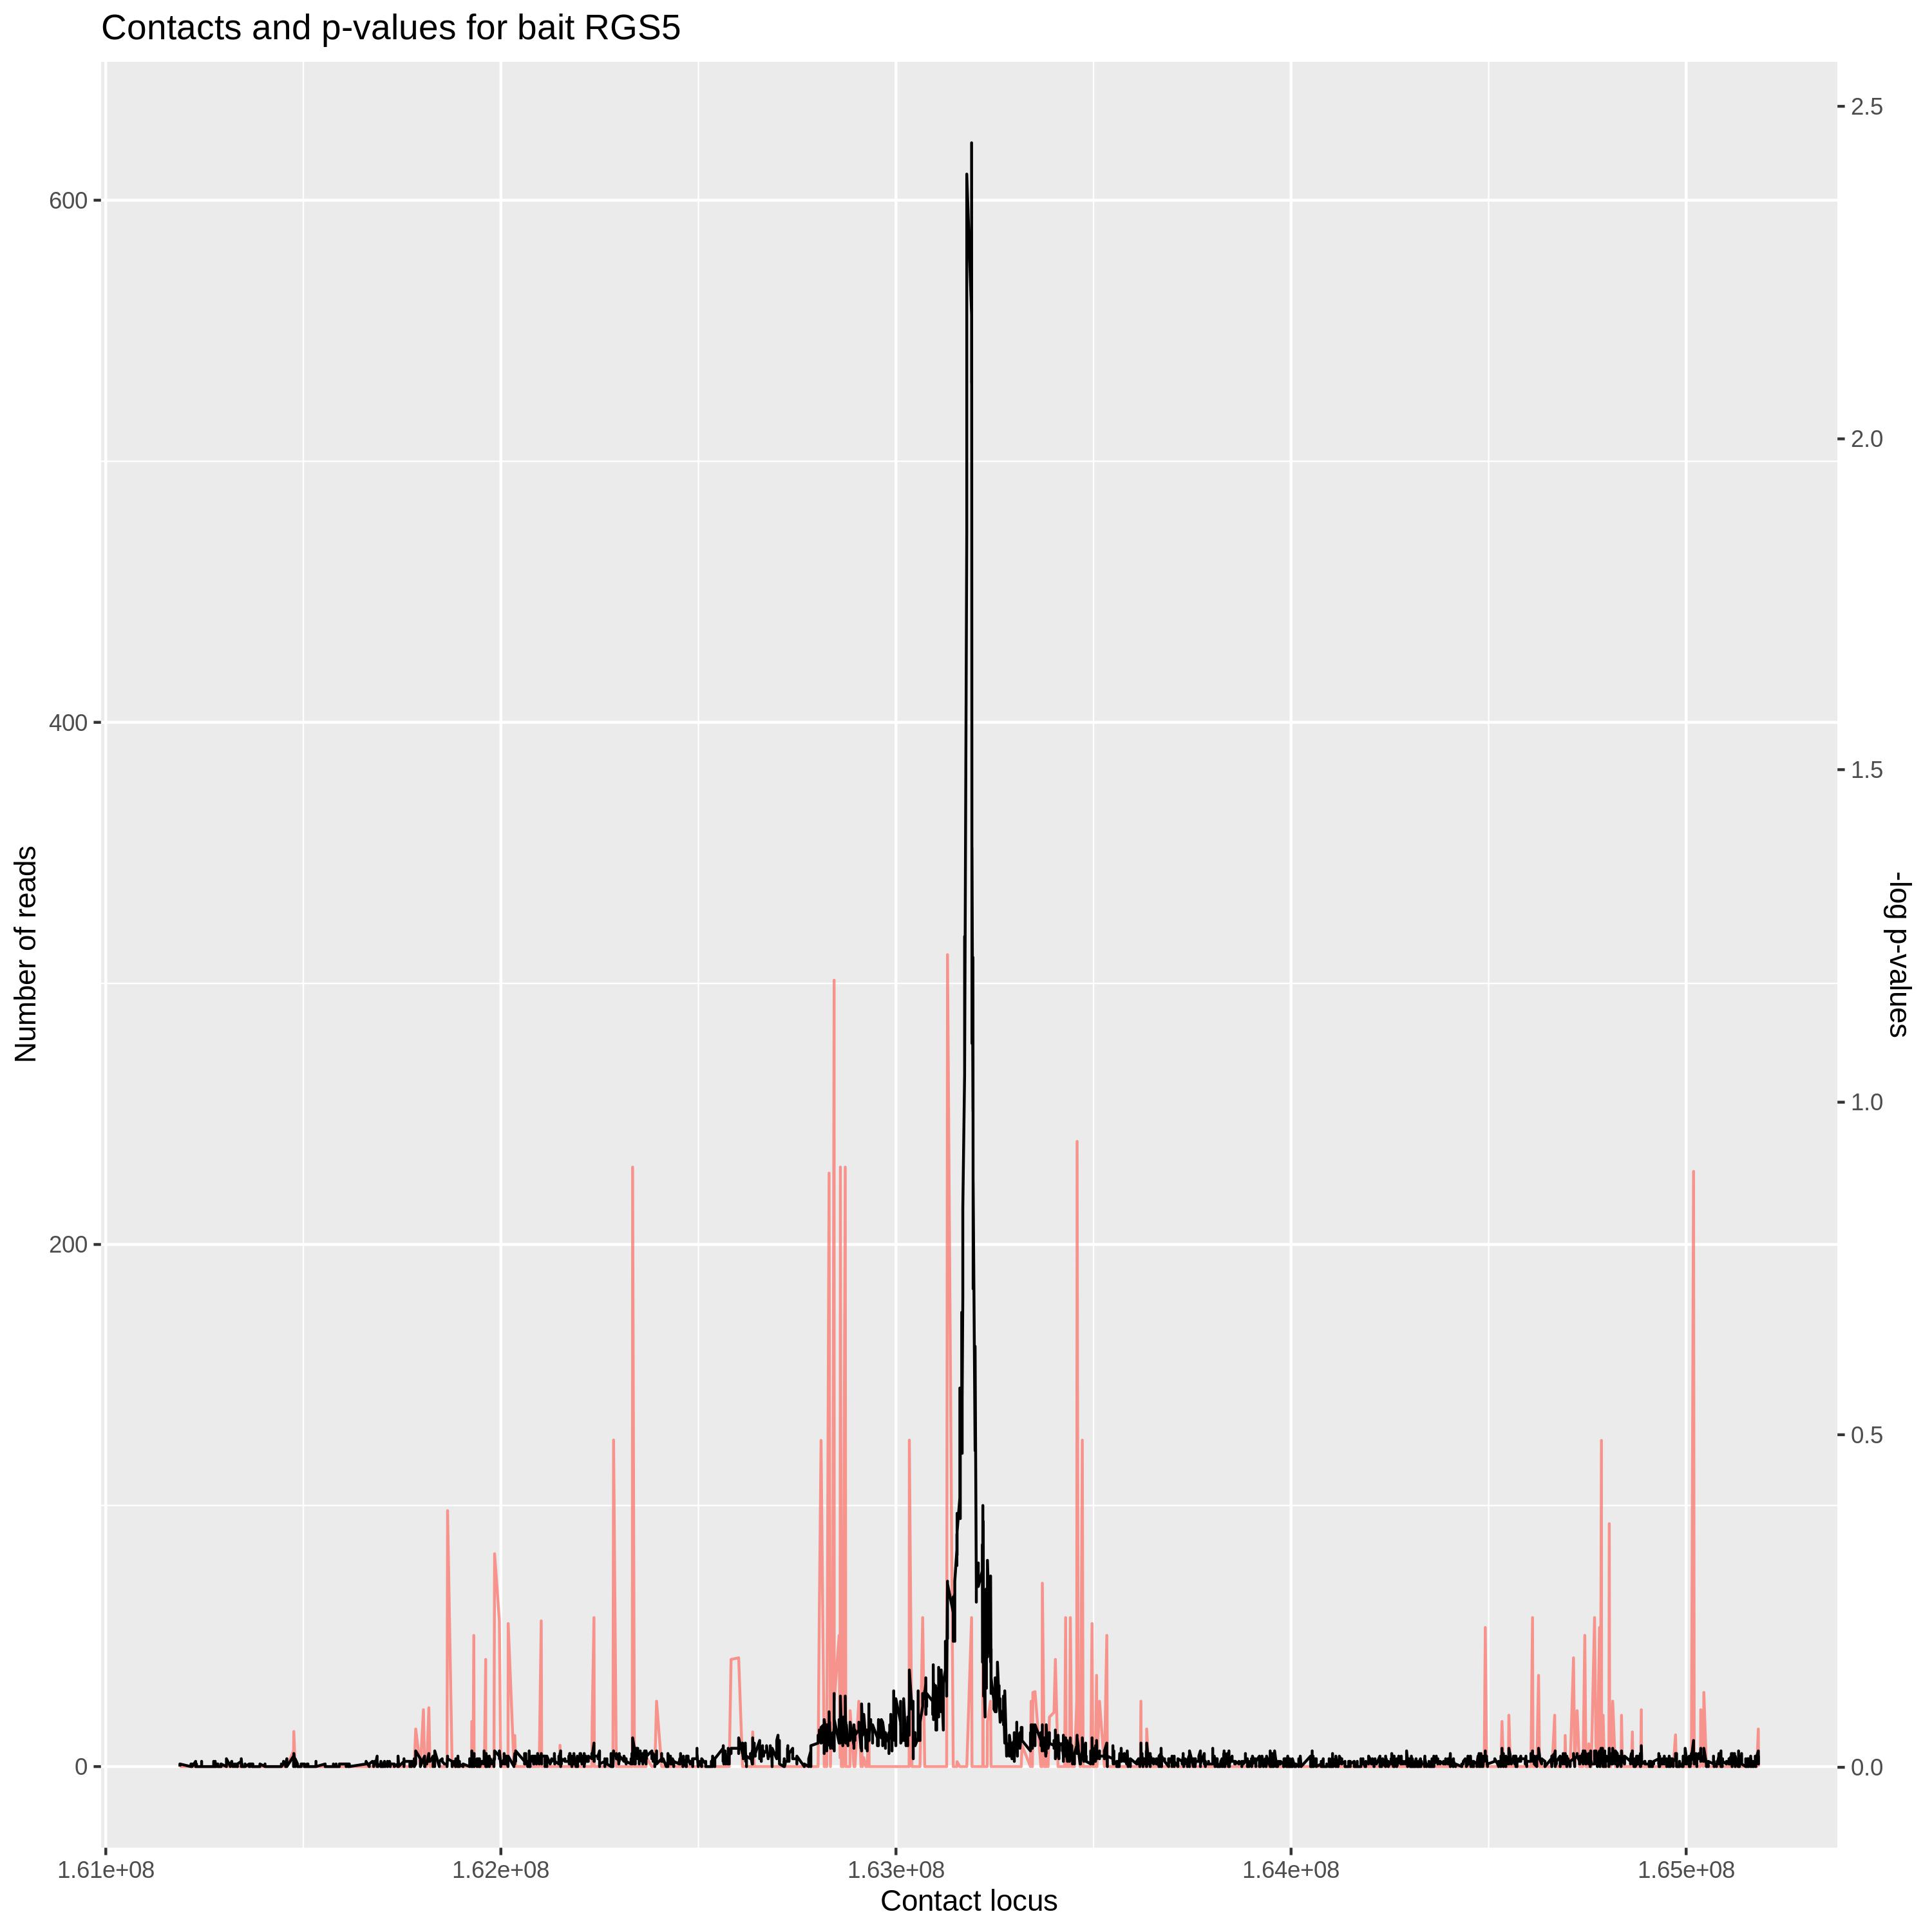 Contacts and p-values for bait RGS5
Number of reads
600
400
200
0
2.5
2.0
1.5
1.0
0.5
0.0
-log p-values
1.61e+08
1.62e+08
1.63e+08
1.64e+08
1.65e+08
Contact locus